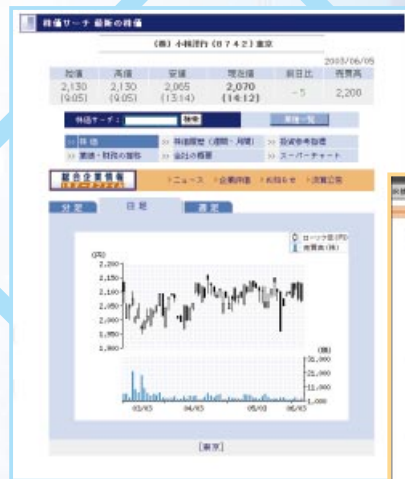 株価サーチ 最新の株価
(株) 小林洋行 (8742) 東京
2003/06/05
始値 高値 安値 現在値 前日比 売買高
2,130 2,130 2,065 2,070 -5 2,200
(9:05) (9:05) (13:14) (14:12)
株価サーチ： 検索
>> 株価 >> 株価履歴（週間・月間） >> 投資参考指標
>> 業績・財務の推移 >> 会社の概要 >> スーパーチャート
総合企業情報 >ニュース >企業評価 >お知らせ >決算公告
分足 日足 週足
ローソク足(円)
売買高(株)
(円)
2,200
2,150
2,100
2,050
2,000
1,950
1,900
(株)
31,000
21,000
11,000
1,000
03/03 04/03 05/03 06/03
[東京]